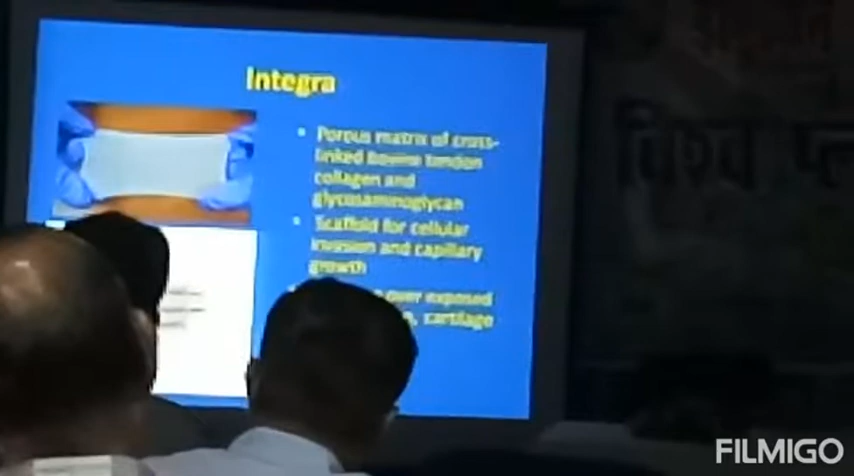 Integra
• Porous matrix of cross-
linked bovine tendon
collagen and
glycosaminoglycan
• Scaffold for cellular
invasion and capillary
growth
over exposed
cartilage
विश्व
FILMIGO